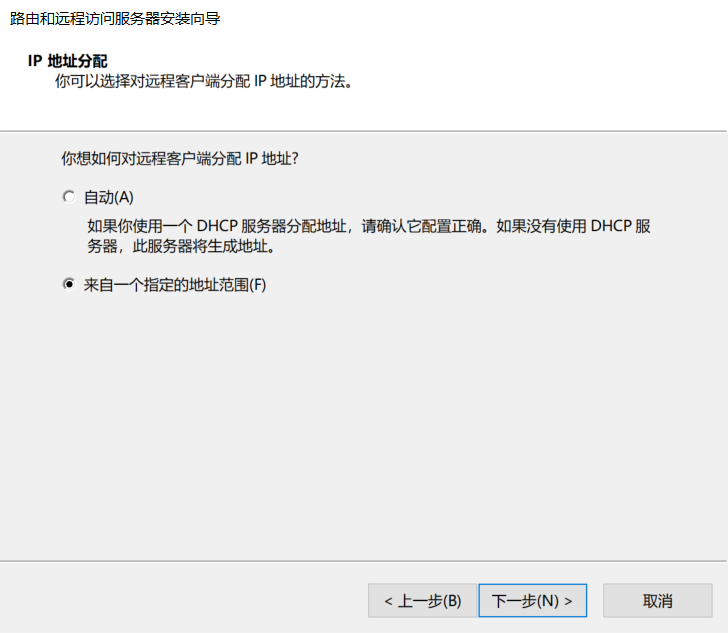 路由和远程访问服务器安装向导
IP 地址分配
你可以选择对远程客户端分配 IP 地址的方法。
你想如何对远程客户端分配 IP 地址?
自动(A)
如果你使用一个 DHCP 服务器分配地址，请确认它配置正确。如果没有使用 DHCP 服
务器，此服务器将生成地址。
来自一个指定的地址范围(F)
< 上一步(B) 下一步(N) > 取消